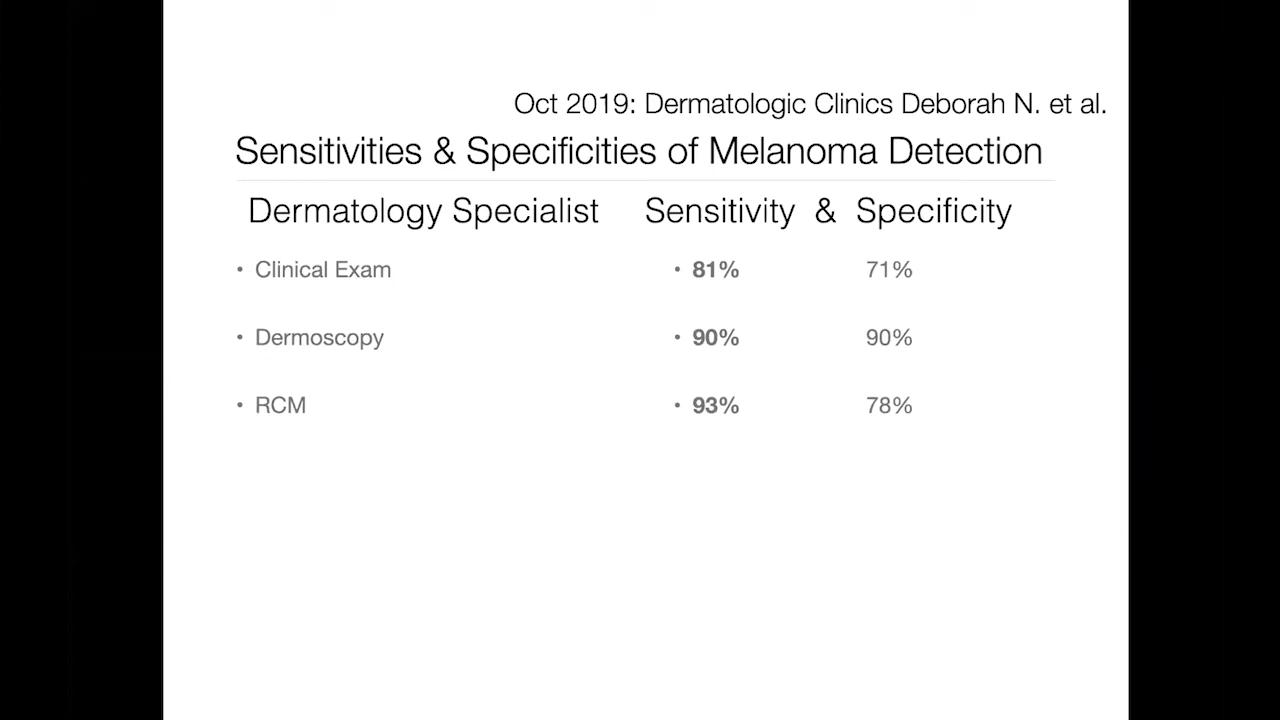 Oct 2019: Dermatologic Clinics Deborah N. et al.
Sensitivities & Specificities of Melanoma Detection
Dermatology Specialist Sensitivity & Specificity
• Clinical Exam • 81% 71%
• Dermoscopy • 90% 90%
• RCM • 93% 78%